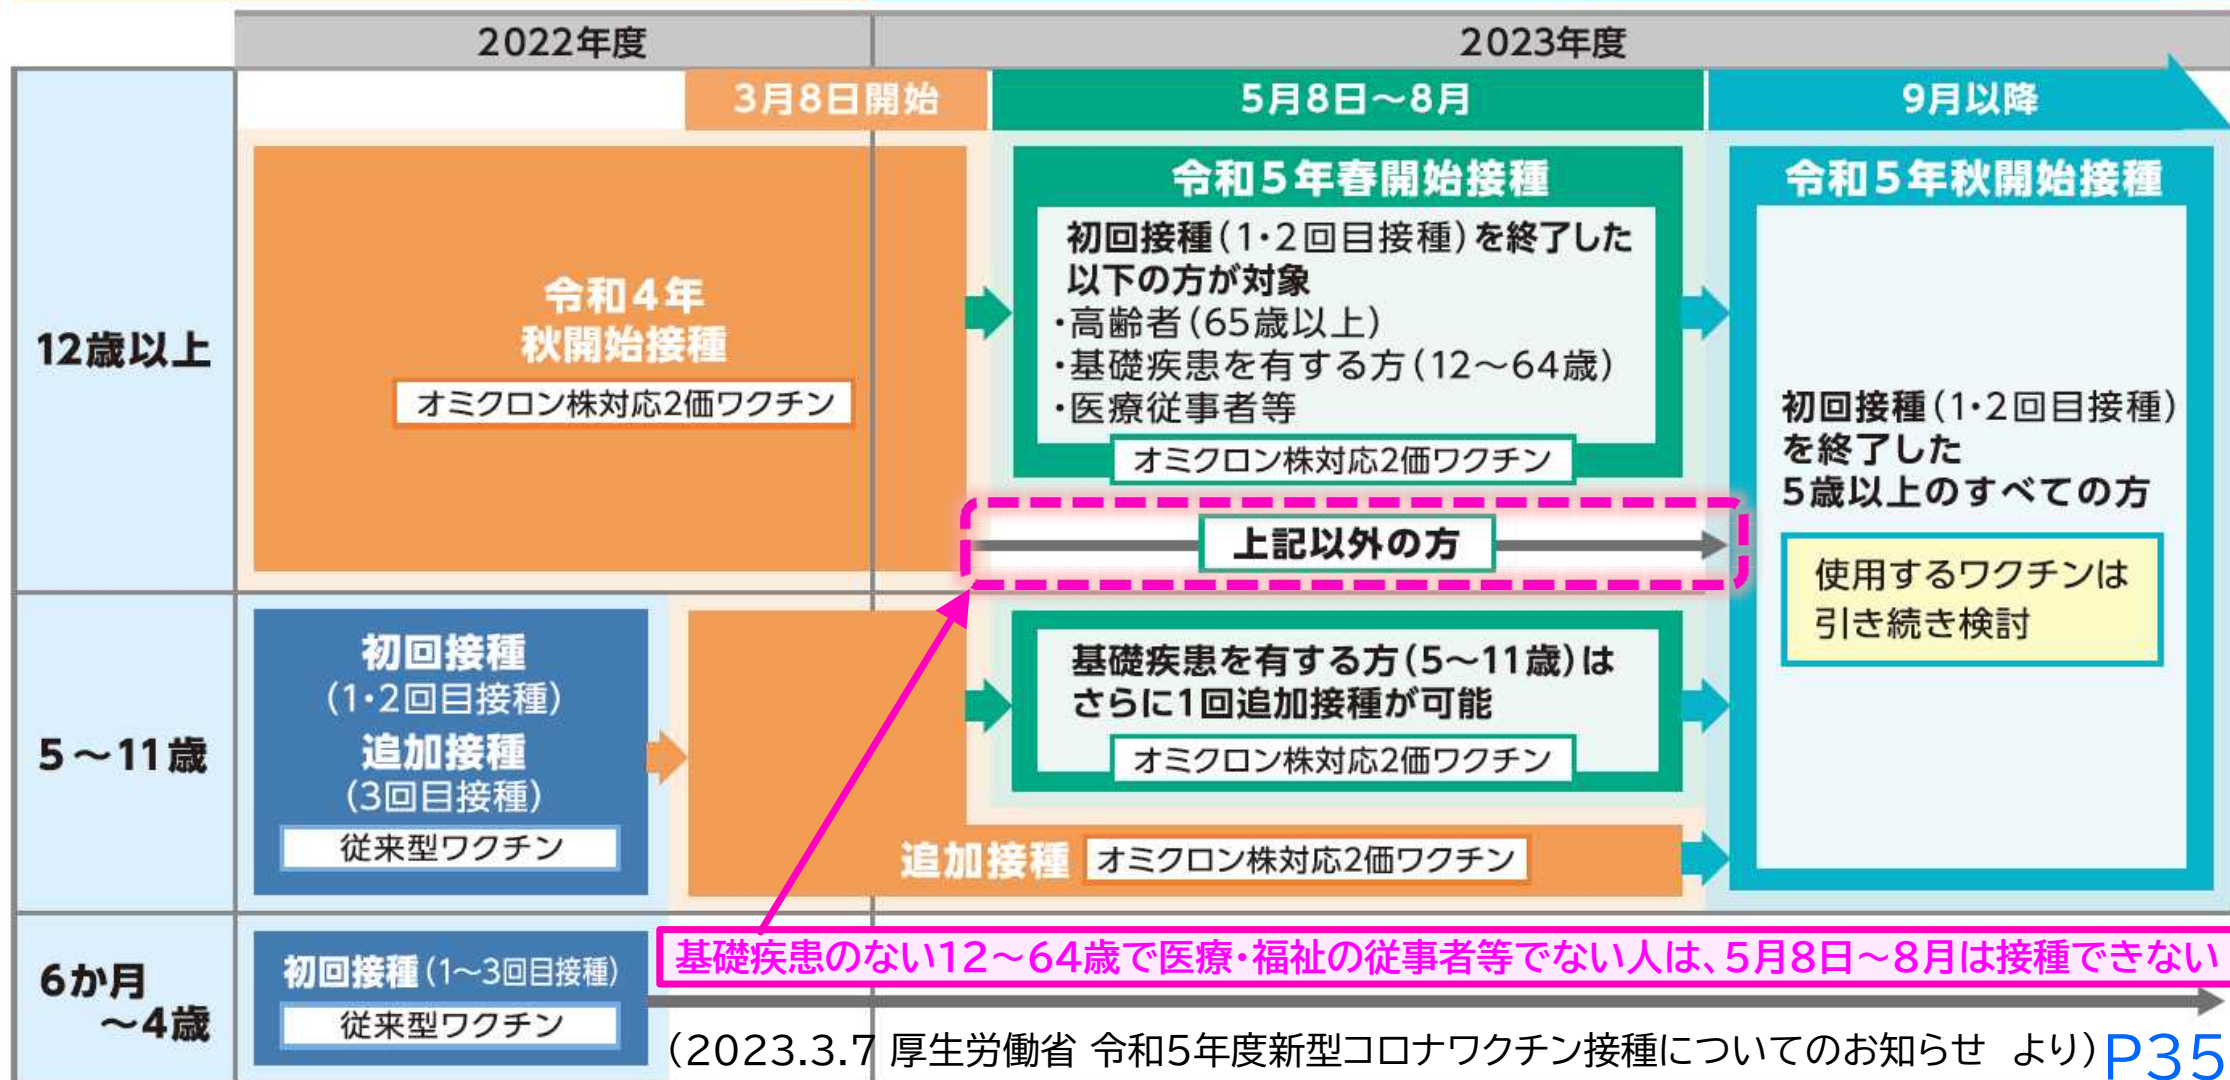 2022年度
2023年度
3月8日開始
5月8日～8月
9月以降
12歳以上
令和4年
秋開始接種
オミクロン株対応2価ワクチン
令和5年春開始接種
初回接種(1・2回目接種)を終了した
以下の方が対象
・高齢者(65歳以上)
・基礎疾患を有する方(12～64歳)
・医療従事者等
オミクロン株対応2価ワクチン
上記以外の方
令和5年秋開始接種
初回接種(1・2回目接種)
を終了した
5歳以上のすべての方
使用するワクチンは
引き続き検討
5～11歳
初回接種
(1・2回目接種)
追加接種
(3回目接種)
従来型ワクチン
基礎疾患を有する方(5～11歳)は
さらに1回追加接種が可能
オミクロン株対応2価ワクチン
追加接種 オミクロン株対応2価ワクチン
基礎疾患のない12～64歳で医療・福祉の従事者等でない人は、5月8日～8月は接種できない
6か月
～4歳
初回接種(1～3回目接種)
従来型ワクチン
(2023.3.7 厚生労働省 令和5年度新型コロナワクチン接種についてのお知らせ より)
P35